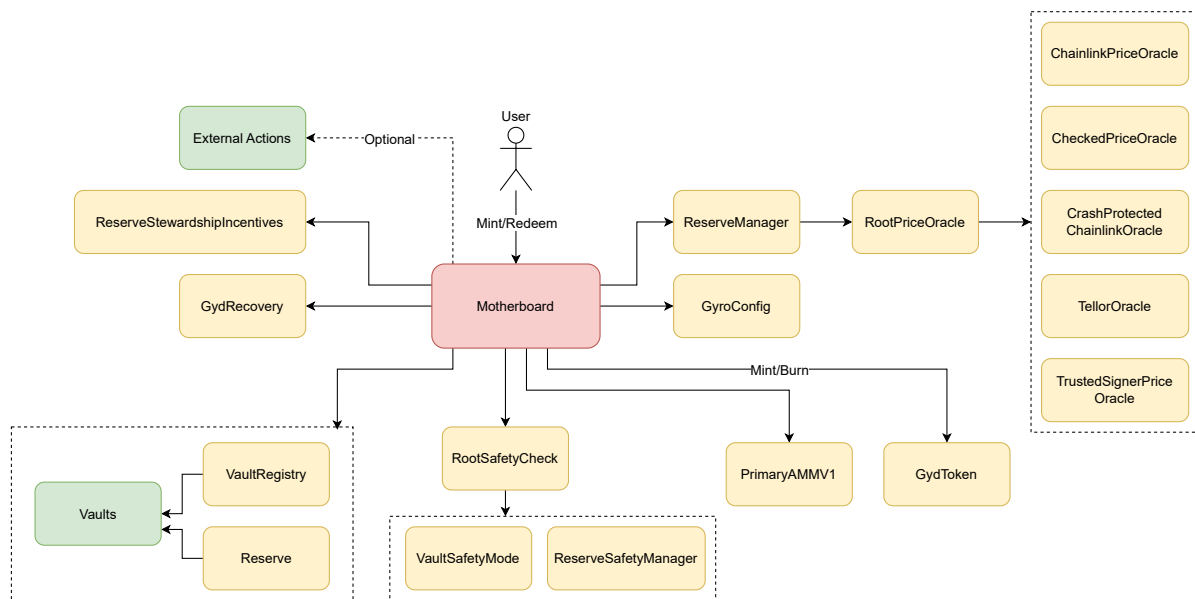 ChainlinkPriceOracle
User
External Actions
Optional
CheckedPriceOracle
ReserveStewardshipIncentives
Mint/Redeem
ReserveManager
RootPriceOracle
CrashProtected
ChainlinkOracle
GydRecovery
Motherboard
GyroConfig
TellorOracle
Mint/Burn
TrustedSignerPrice
Oracle
VaultRegistry
RootSafetyCheck
PrimaryAMMV1
GydToken
Vaults
Reserve
VaultSafetyMode
ReserveSafetyManager